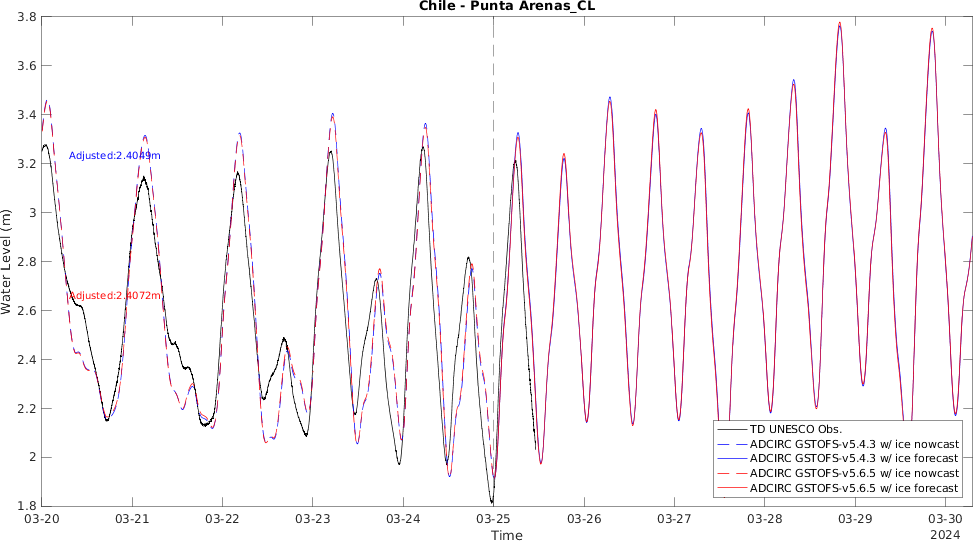 Chile - Punta Arenas_CL
3.8
3.6
3.4
3.2
3
2.8
2.6
2.4
2.2
2
1.8
Water Level (m)
Adjusted:2.4049m
Adjusted:2.4072m
TD UNESCO Obs.
ADCIRC GSTOFS-v5.4.3 w/ ice nowcast
ADCIRC GSTOFS-v5.4.3 w/ ice forecast
ADCIRC GSTOFS-v5.6.5 w/ ice nowcast
ADCIRC GSTOFS-v5.6.5 w/ ice forecast
03-20 03-21 03-22 03-23 03-24 03-25 03-26 03-27 03-28 03-29 03-30
2024
Time